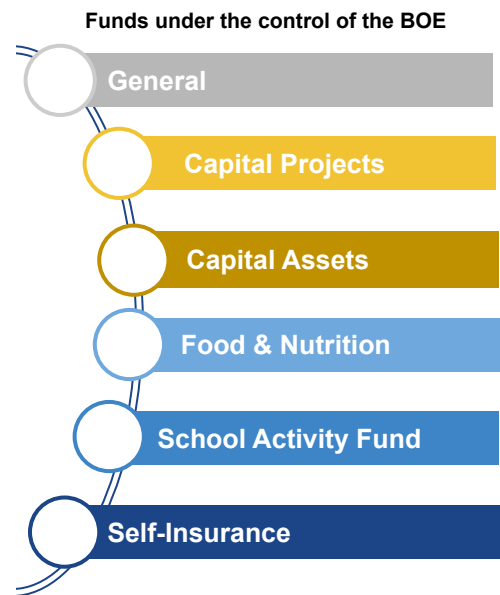 Funds under the control of the BOE
General
Capital Projects
Capital Assets
Food & Nutrition
School Activity Fund
Self-Insurance